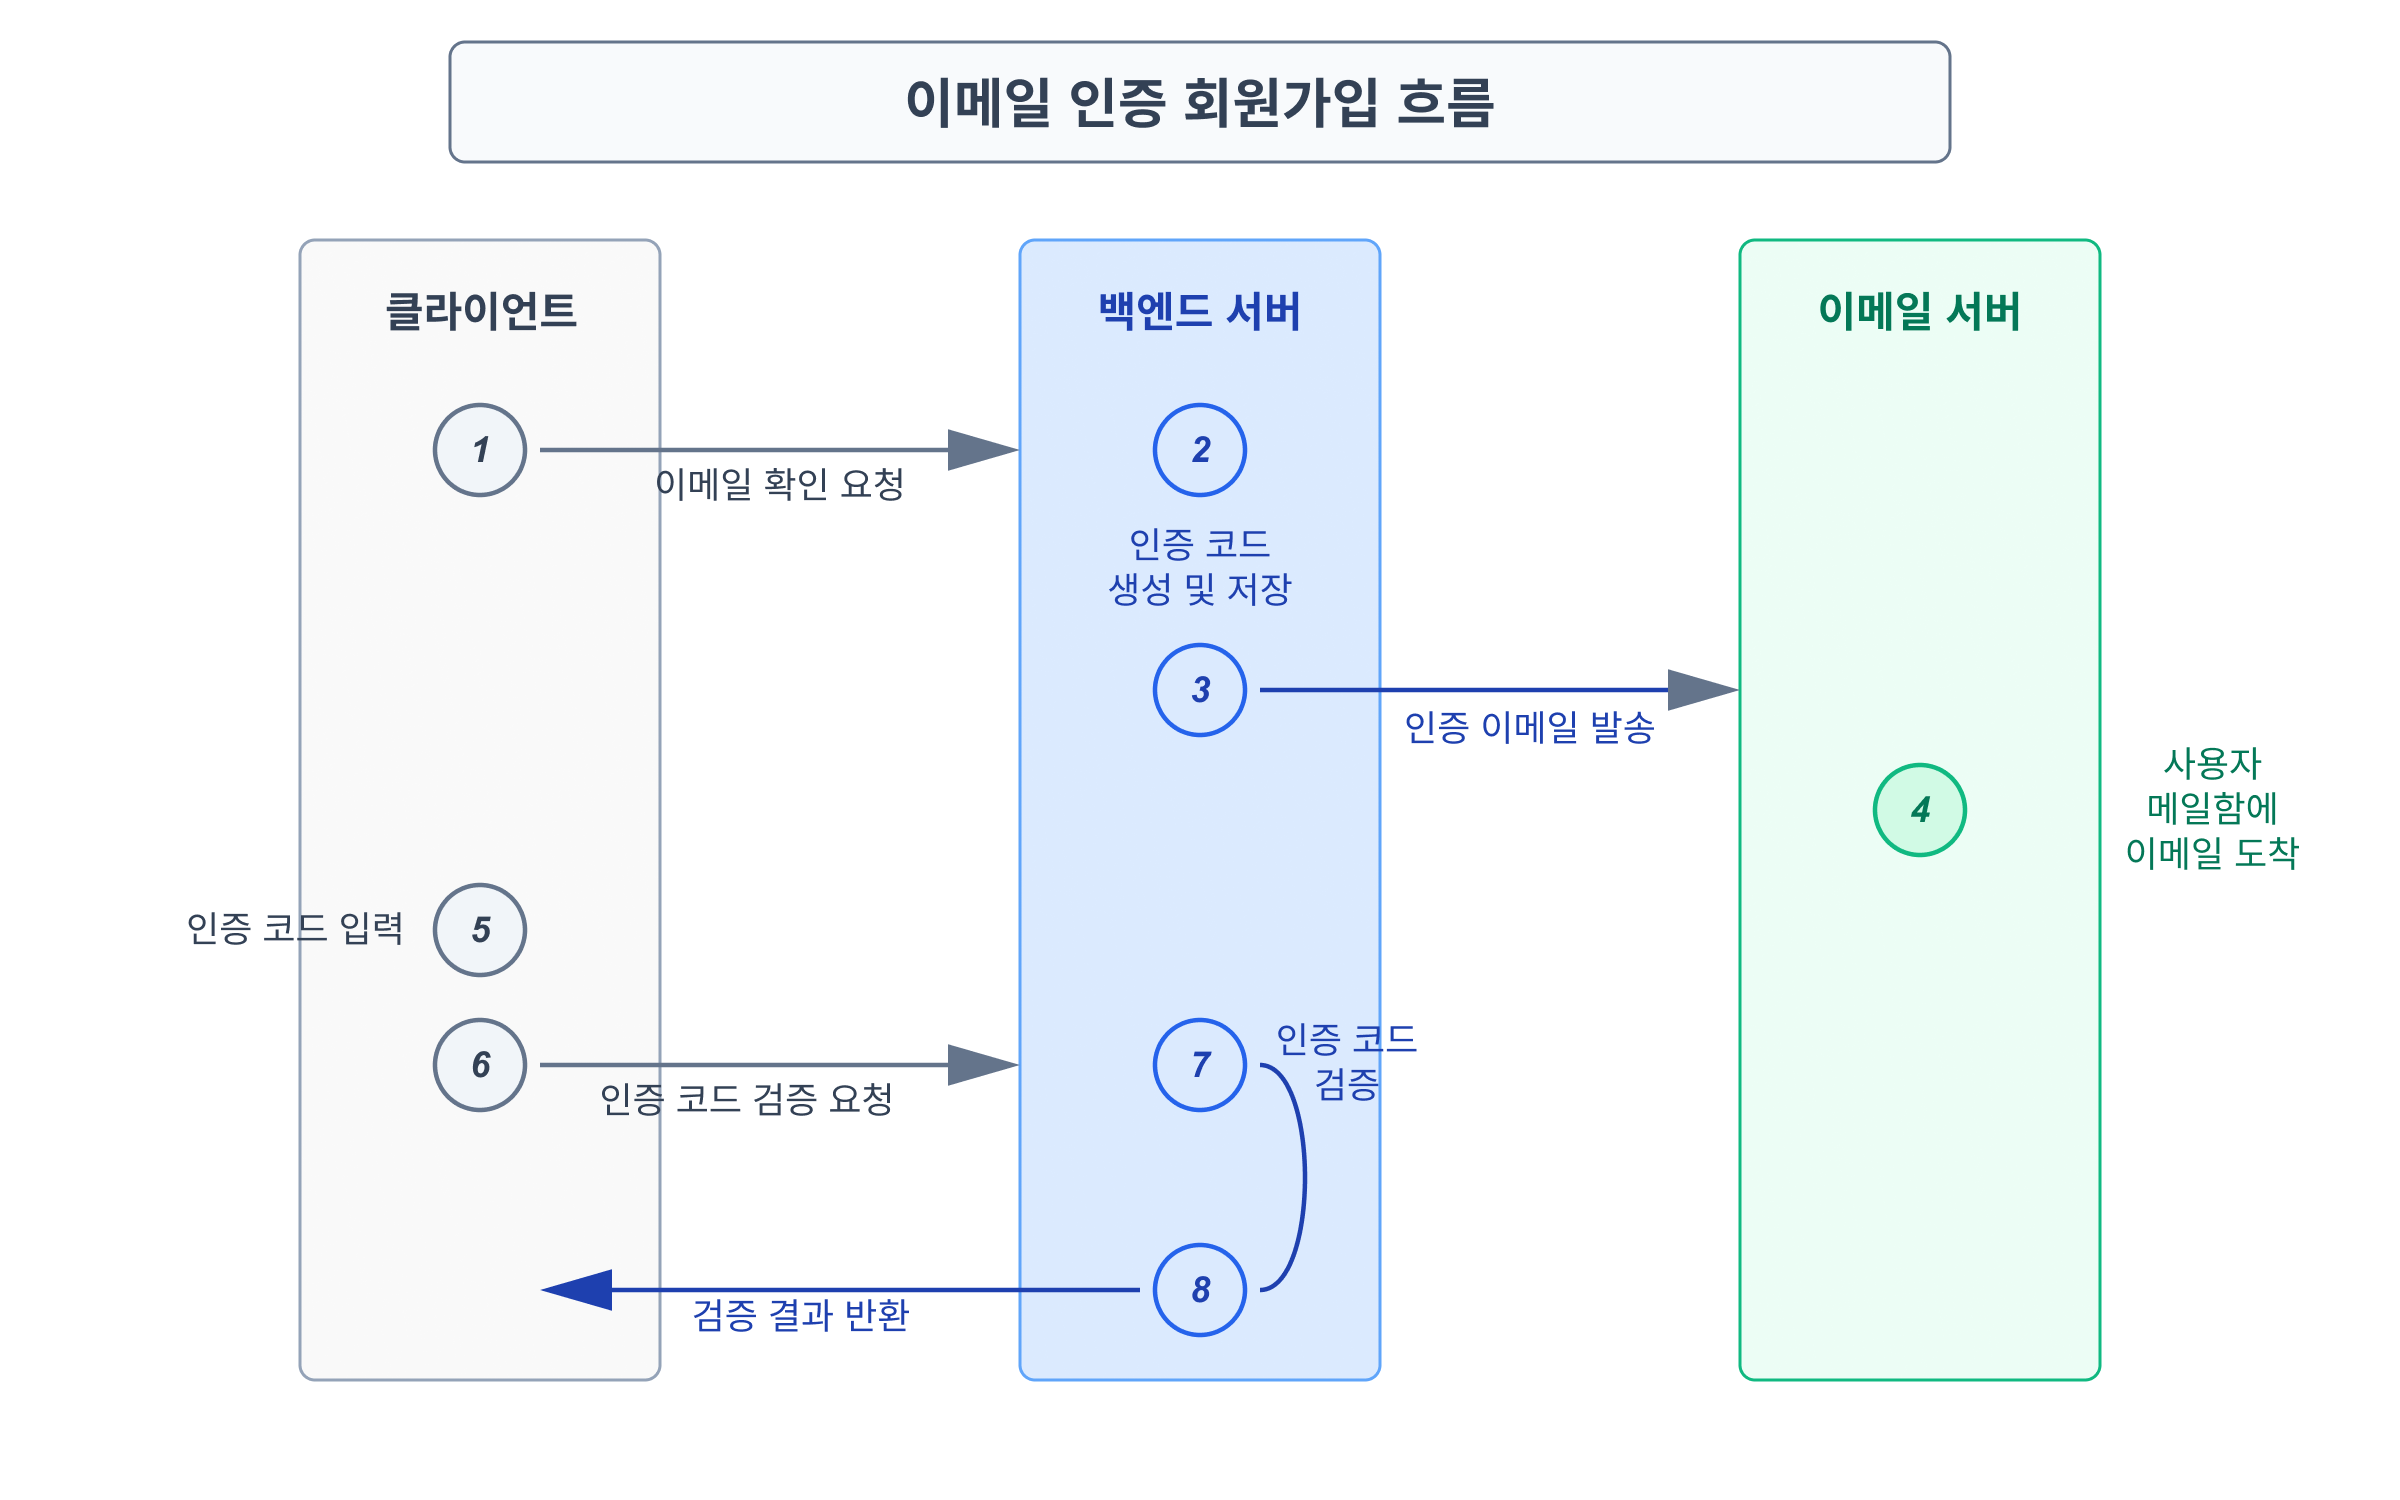 이메일 인증 회원가입 흐름
클라이언트
백엔드 서버
이메일 서버
1
이메일 확인 요청
2
인증 코드
생성 및 저장
3
인증 이메일 발송
4
사용자
메일함에
이메일 도착
인증 코드 입력
5
6
인증 코드 검증 요청
7
인증 코드
검증
8
검증 결과 반환